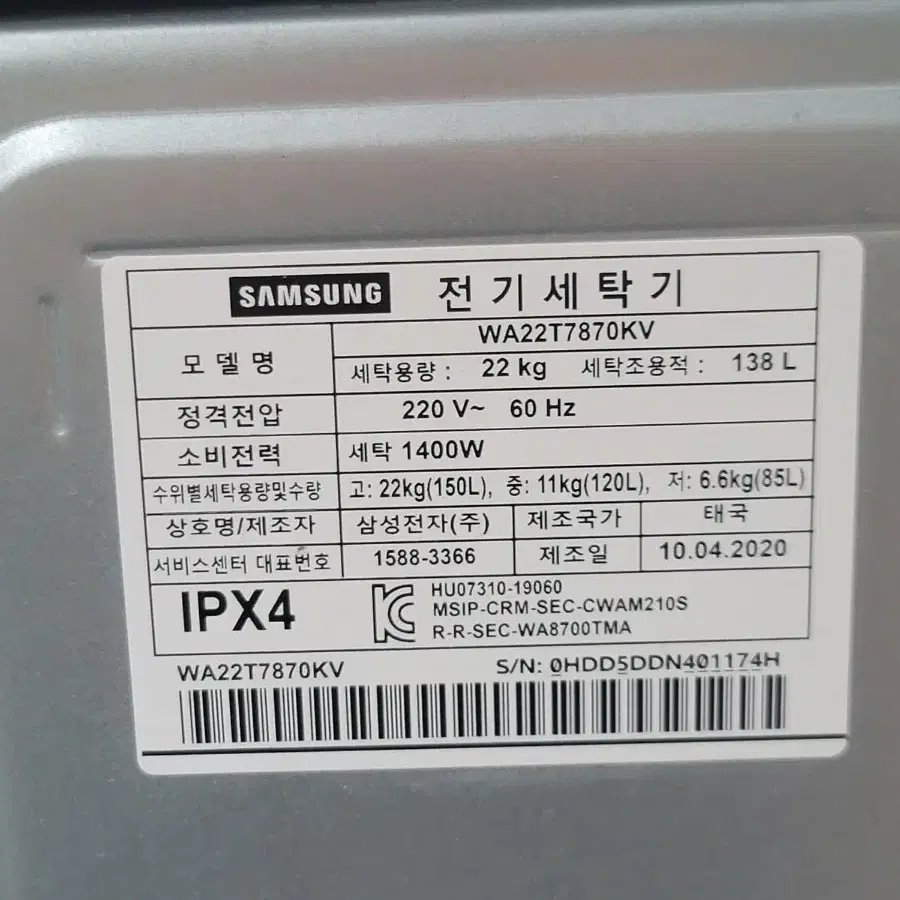 SAMSUNG 전기세탁기
모델명 WA22T7870KV
세탁용량 : 22 kg 세탁조용적 : 138 L
정격전압 220 V~ 60 Hz
소비전력 세탁 1400W
수위별세탁용량및수량 고: 22kg(150L), 중: 11kg(120L), 저: 6.6kg(85L)
상호명/제조자 삼성전자(주) 제조국가 태국
서비스센터 대표번호 1588-3366 제조일 10.04.2020
IPX4
HU07310-19060
MSIP-CRM-SEC-CWAM210S
R-R-SEC-WA8700TMA
WA22T7870KV S/N: 0HDD5DDN401174H